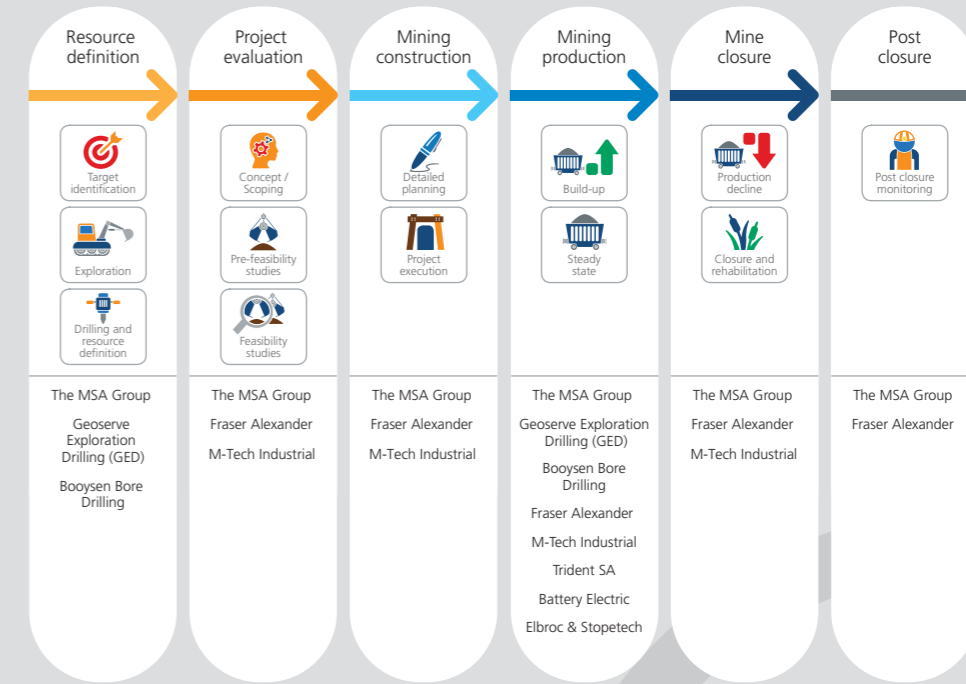 Resource
definition
Target
identification
Exploration
Drilling and
resource
definition
The MSA Group
Geoserve
Exploration
Drilling (GED)
Booysen Bore
Drilling
Project
evaluation
Concept /
Scoping
Pre-feasibility
studies
Feasibility
studies
The MSA Group
Fraser Alexander
M-Tech Industrial
Mining
construction
Detailed
planning
Project
execution
The MSA Group
Fraser Alexander
M-Tech Industrial
Mining
production
Build-up
Steady
state
The MSA Group
Geoserve Exploration
Drilling (GED)
Booysen Bore
Drilling
Fraser Alexander
M-Tech Industrial
Trident SA
Battery Electric
Elbroc & Stopetech
Mine
closure
Production
decline
Closure and
rehabilitation
The MSA Group
Fraser Alexander
M-Tech Industrial
Post
closure
Post closure
monitoring
Fraser Alexander